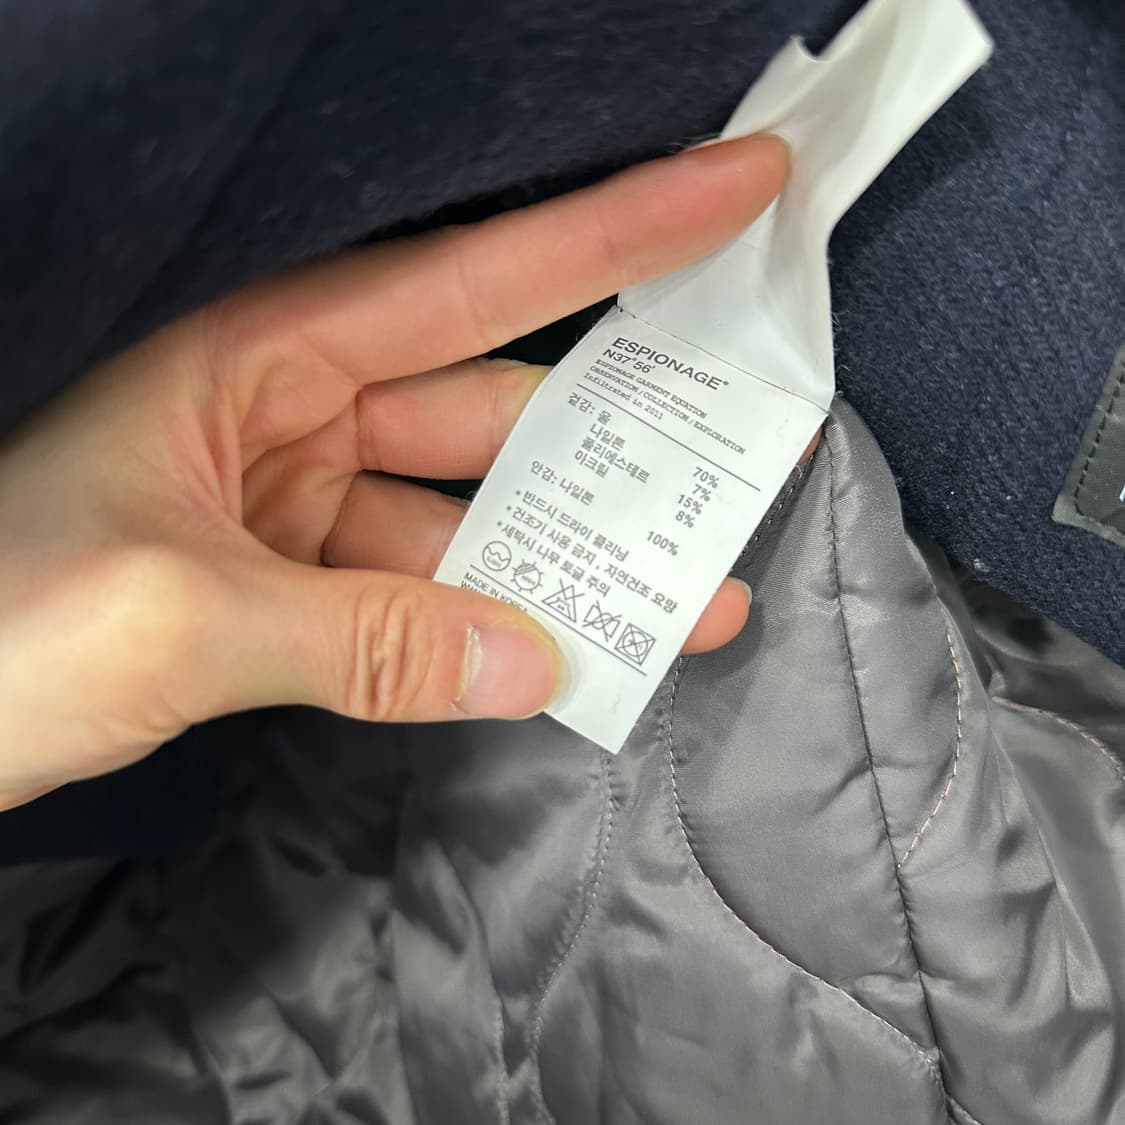 ESPIONAGE®
N37°56'
ESPIONAGE GARMENT EQUATION
OBSERVATION / COLLECTION / EXPLORATION
Infiltrated in 2011
겉감: 울 70%
나일론 7%
폴리에스테르 15%
아크릴 8%
안감: 나일론 100%
*반드시 드라이 클리닝
*건조기 사용 금지, 자연건조 요망
*세탁시 나무 토글 주의
MADE IN KOREA